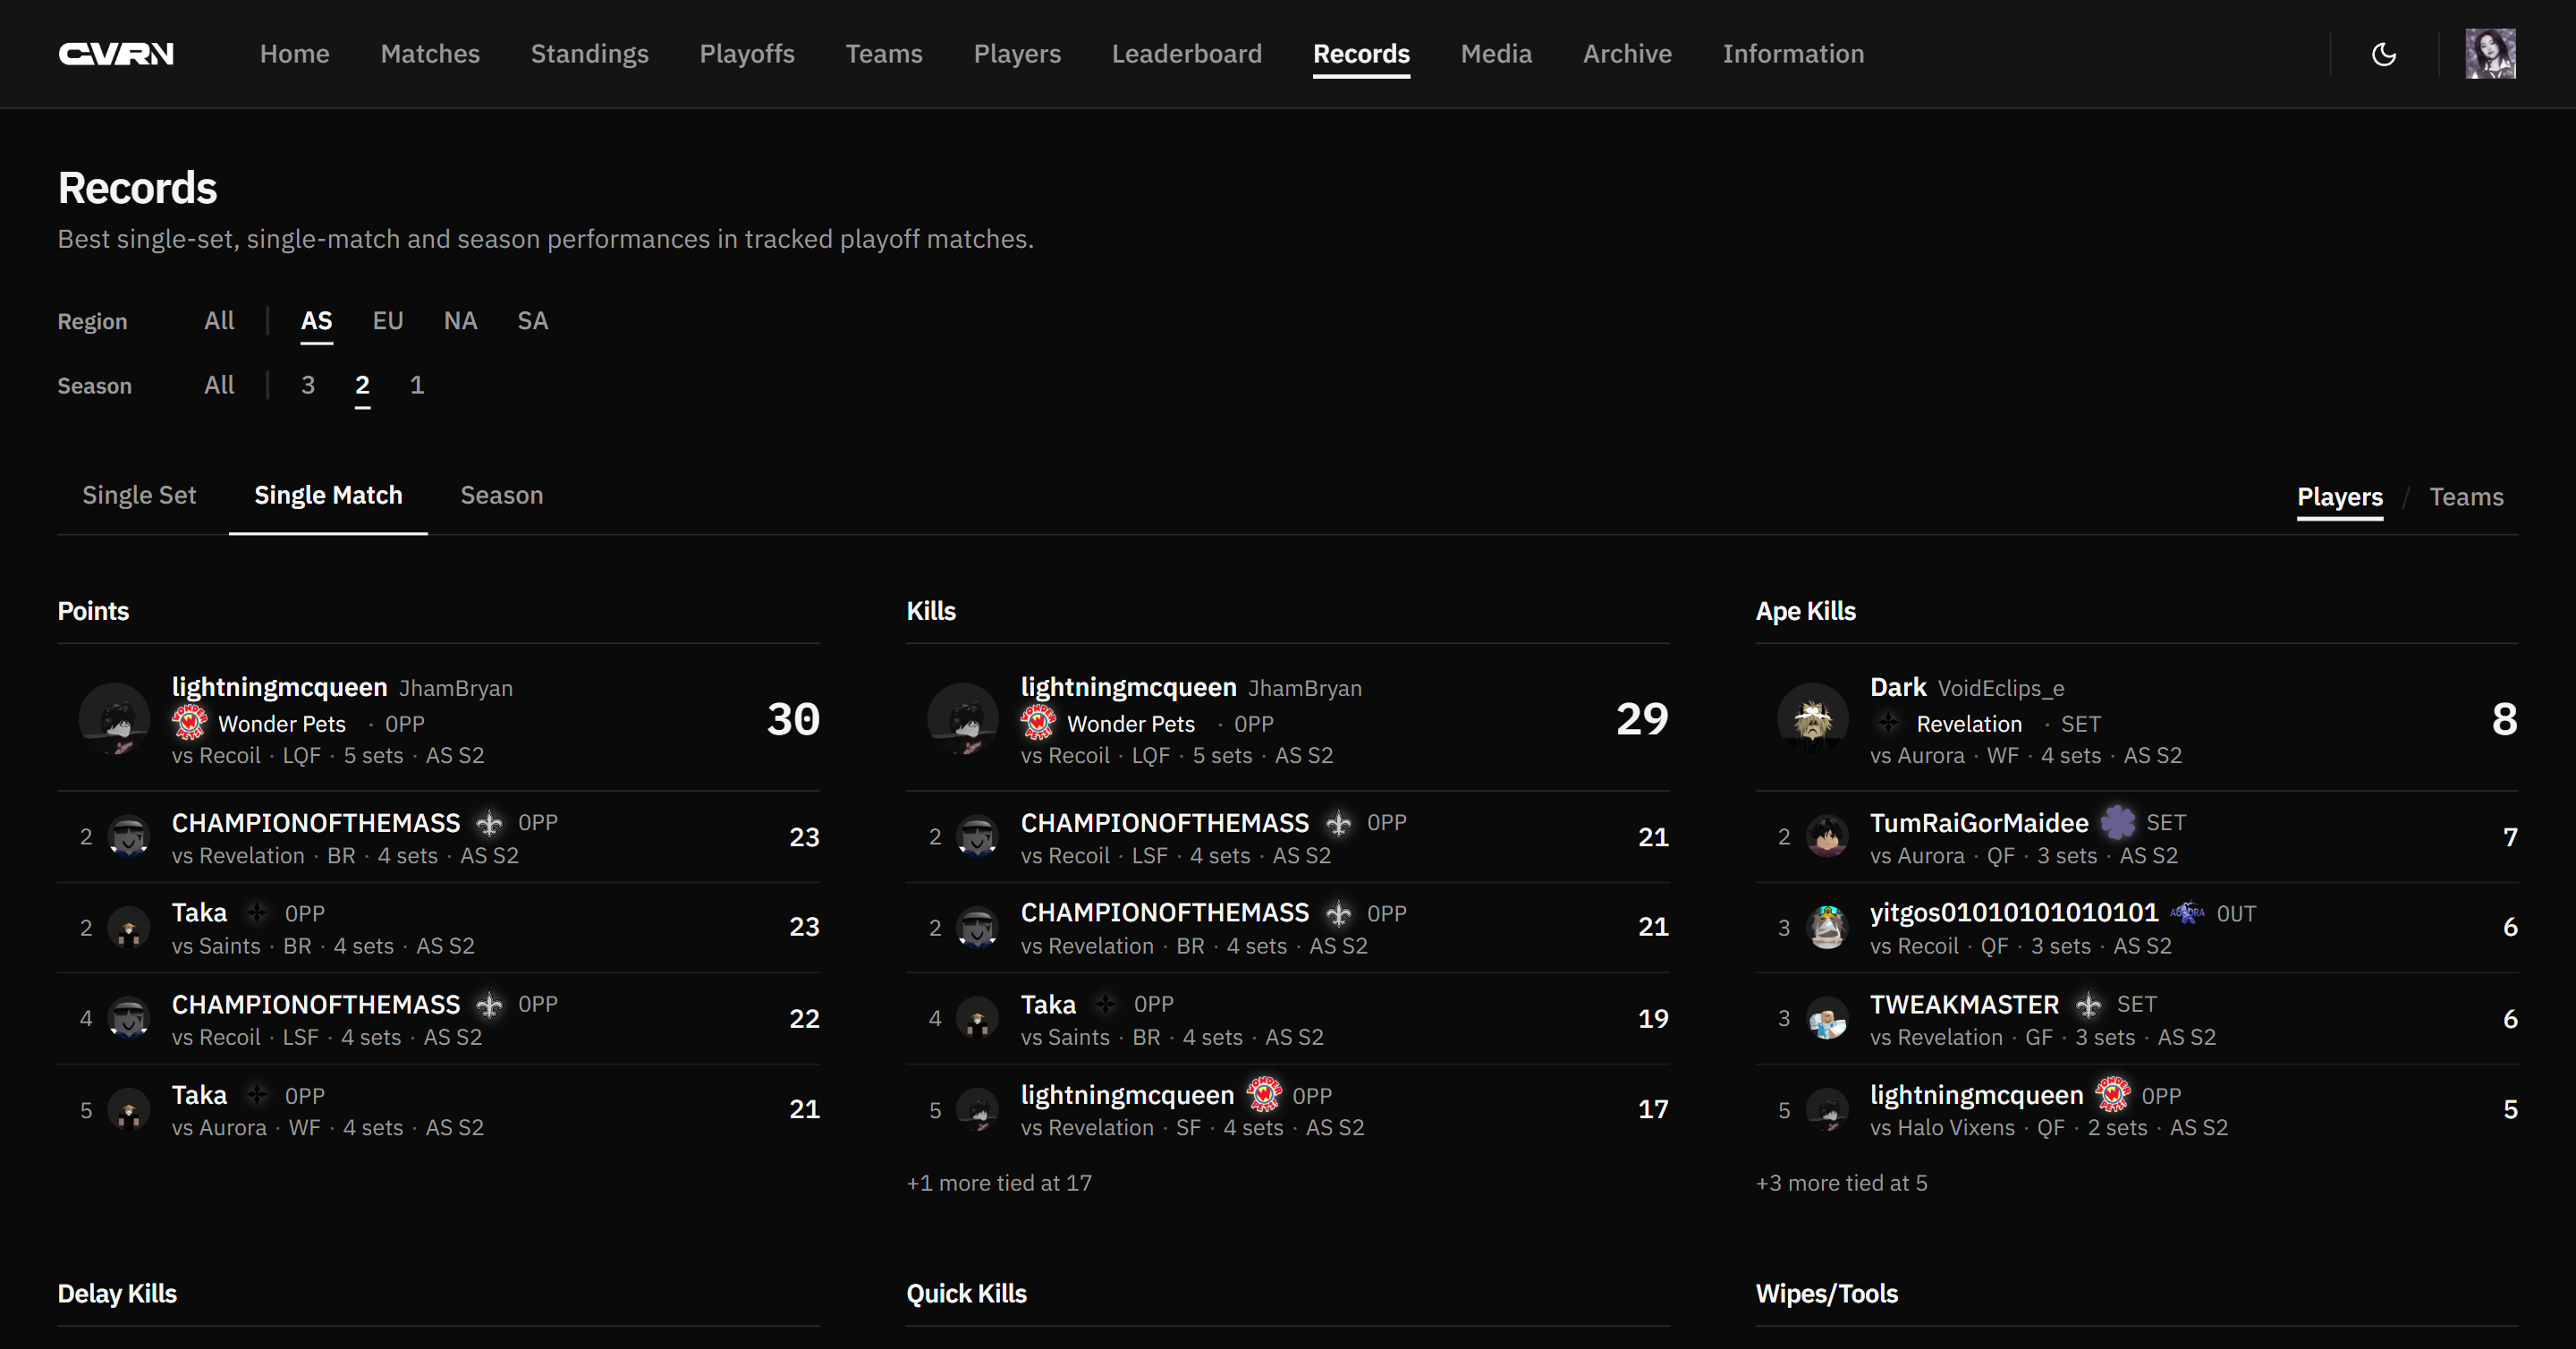 CVRN Home Matches Standings Playoffs Teams Players Leaderboard Records Media Archive Information
Records
Best single-set, single-match and season performances in tracked playoff matches.
Region All AS EU NA SA
Season All 3 2 1
Single Set Single Match Season Players / Teams
Points
lightningmcqueen JhamBryan
WONDER W PETS! Wonder Pets · OPP
30
vs Recoil · LQF · 5 sets · AS S2
2 CHAMPIONOFTHEMASS OPP
23
vs Revelation · BR · 4 sets · AS S2
2 Taka OPP
23
vs Saints · BR · 4 sets · AS S2
4 CHAMPIONOFTHEMASS OPP
22
vs Recoil · LSF · 4 sets · AS S2
5 Taka OPP
21
vs Aurora · WF · 4 sets · AS S2
Kills
lightningmcqueen JhamBryan
WONDER W PETS! Wonder Pets · OPP
29
vs Recoil · LQF · 5 sets · AS S2
2 CHAMPIONOFTHEMASS OPP
21
vs Recoil · LSF · 4 sets · AS S2
2 CHAMPIONOFTHEMASS OPP
21
vs Revelation · BR · 4 sets · AS S2
4 Taka OPP
19
vs Saints · BR · 4 sets · AS S2
5 lightningmcqueen WONDER W PETS! OPP
17
vs Revelation · SF · 4 sets · AS S2
+1 more tied at 17
Ape Kills
Dark VoidEclips_e
Revelation · SET
8
vs Aurora · WF · 4 sets · AS S2
2 TumRaiGorMaidee SET
7
vs Aurora · QF · 3 sets · AS S2
3 yitgos01010101010101 AURORA OUT
6
vs Recoil · QF · 3 sets · AS S2
3 TWEAKMASTER SET
6
vs Revelation · GF · 3 sets · AS S2
5 lightningmcqueen WONDER W PETS! OPP
5
vs Halo Vixens · QF · 2 sets · AS S2
+3 more tied at 5
Delay Kills
Quick Kills
Wipes/Tools